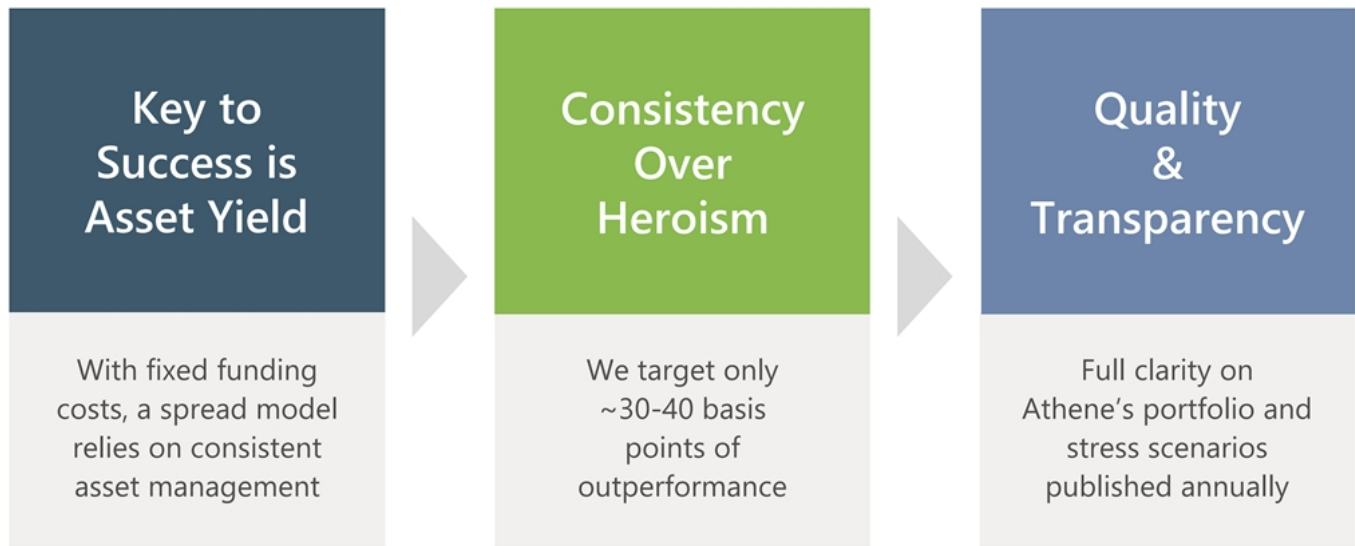 Key to
Success is
Asset Yield
With fixed funding
costs, a spread model
relies on consistent
asset management
Consistency
Over
Heroism
We target only
~30-40 basis
points of
outperformance
Quality
&
Transparency
Full clarity on
Athene’s portfolio and
stress scenarios
published annually